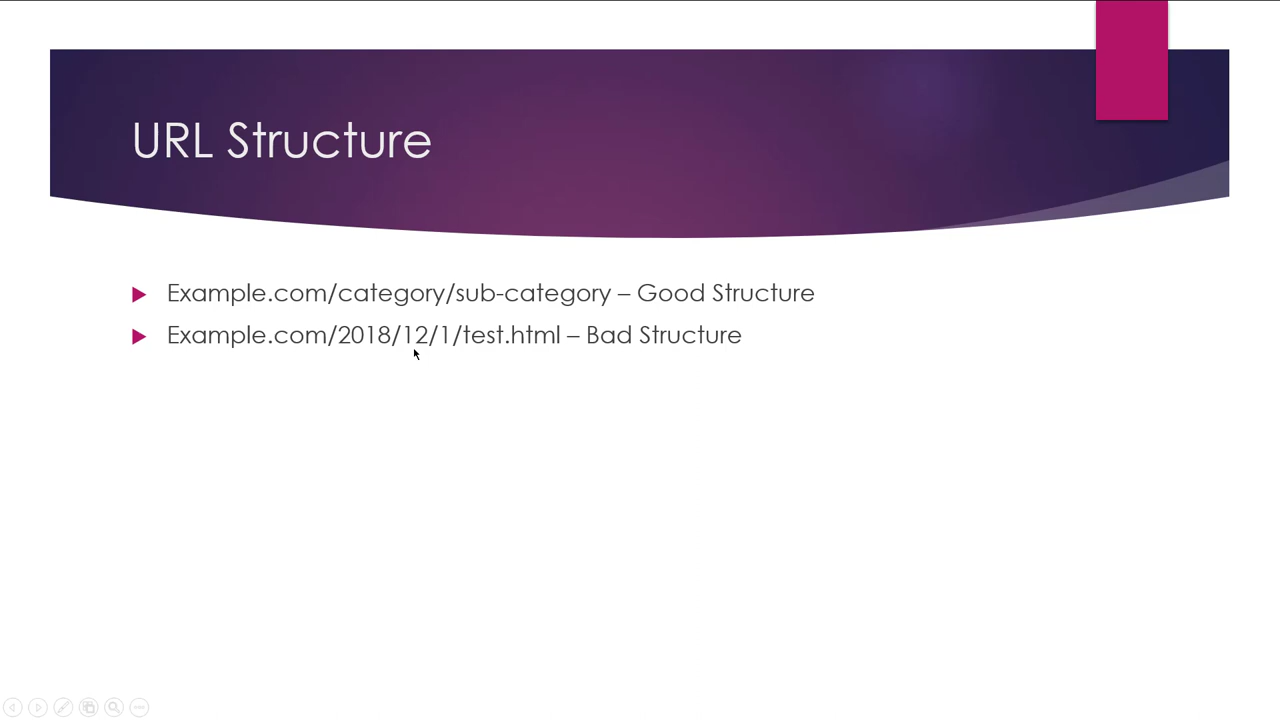 URL Structure
Example.com/category/sub-category – Good Structure
Example.com/2018/12/1/test.html – Bad Structure